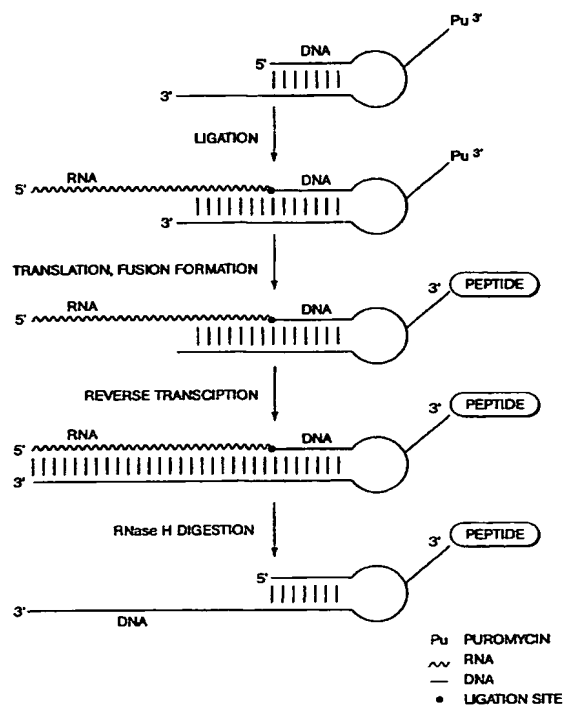 Pu 3'
DNA
5'
3'
LIGATION
Pu 3'
RNA
DNA
5'
3'
TRANSLATION, FUSION FORMATION
3' PEPTIDE
RNA
DNA
5'
REVERSE TRANSCIPTION
3' PEPTIDE
RNA
DNA
5'
3'
RNase H DIGESTION
3' PEPTIDE
5'
3'
DNA
Pu PUROMYCIN
RNA
DNA
LIGATION SITE